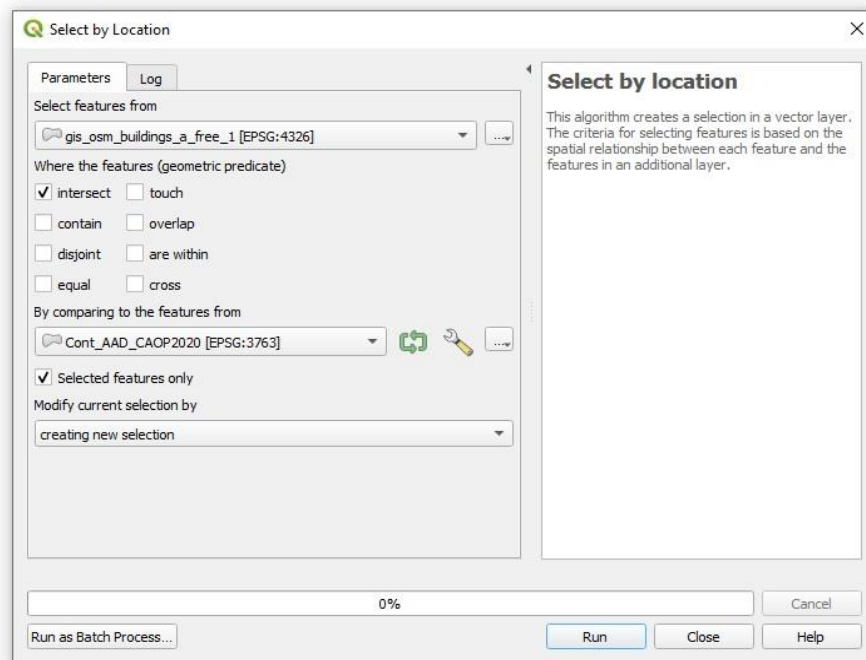 Select by Location
Parameters
Log
Select features from
gis_osm_buildings_a_free_1 [EPSG:4326]
...
Where the features (geometric predicate)
intersect touch
contain overlap
disjoint are within
equal cross
By comparing to the features from
Cont_AAD_CAOP2020 [EPSG:3763]
...
Selected features only
Modify current selection by
creating new selection
Select by location
This algorithm creates a selection in a vector layer.
The criteria for selecting features is based on the
spatial relationship between each feature and the
features in an additional layer.
0%
Cancel
Run as Batch Process...
Run
Close
Help